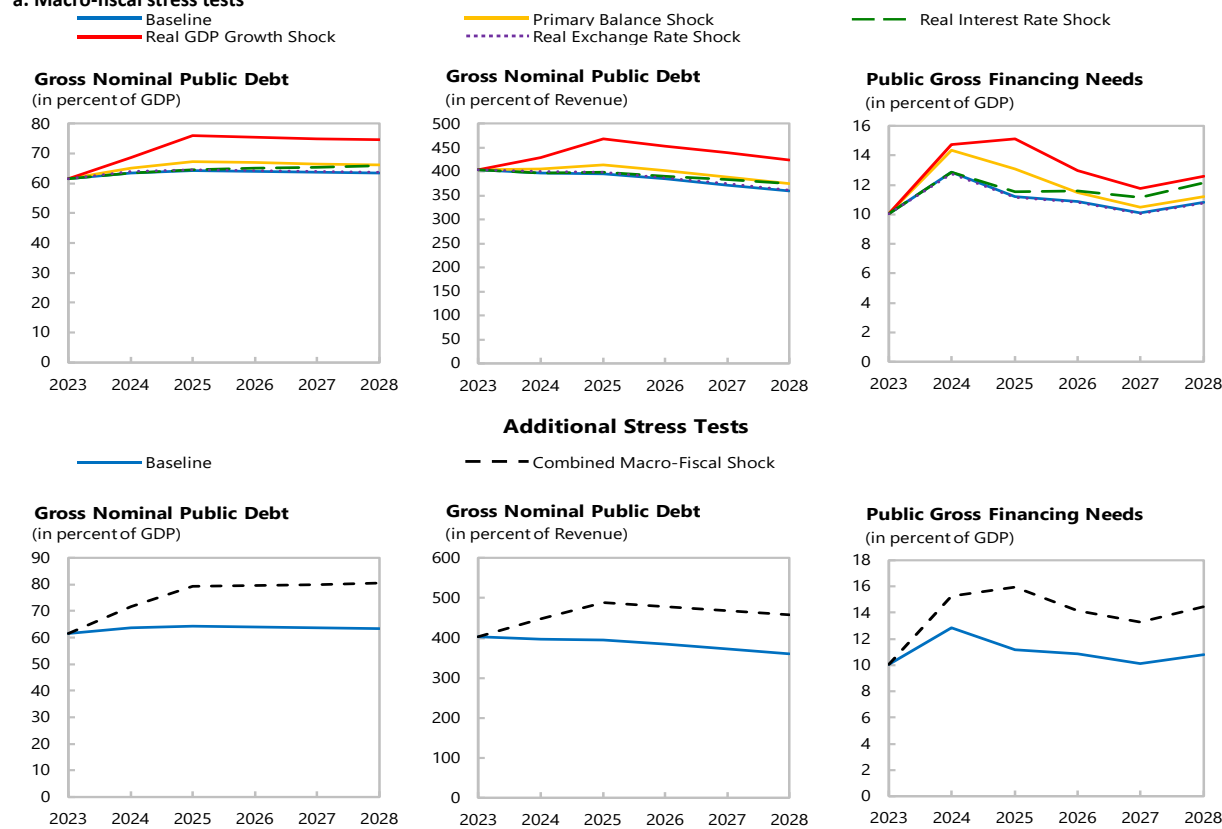 a. Macro-fiscal stress tests
Baseline Primary Balance Shock Real Interest Rate Shock
Real GDP Growth Shock Real Exchange Rate Shock
Gross Nominal Public Debt
(in percent of GDP)
80
70
60
50
40
30
20
10
0
2023 2024 2025 2026 2027 2028
Gross Nominal Public Debt
(in percent of Revenue)
500
450
400
350
300
250
200
150
100
50
0
2023 2024 2025 2026 2027 2028
Public Gross Financing Needs
(in percent of GDP)
16
14
12
10
8
6
4
2
0
2023 2024 2025 2026 2027 2028
Additional Stress Tests
Baseline Combined Macro-Fiscal Shock
Gross Nominal Public Debt
(in percent of GDP)
90
80
70
60
50
40
30
20
10
0
2023 2024 2025 2026 2027 2028
Gross Nominal Public Debt
(in percent of Revenue)
600
500
400
300
200
100
0
2023 2024 2025 2026 2027 2028
Public Gross Financing Needs
(in percent of GDP)
18
16
14
12
10
8
6
4
2
0
2023 2024 2025 2026 2027 2028